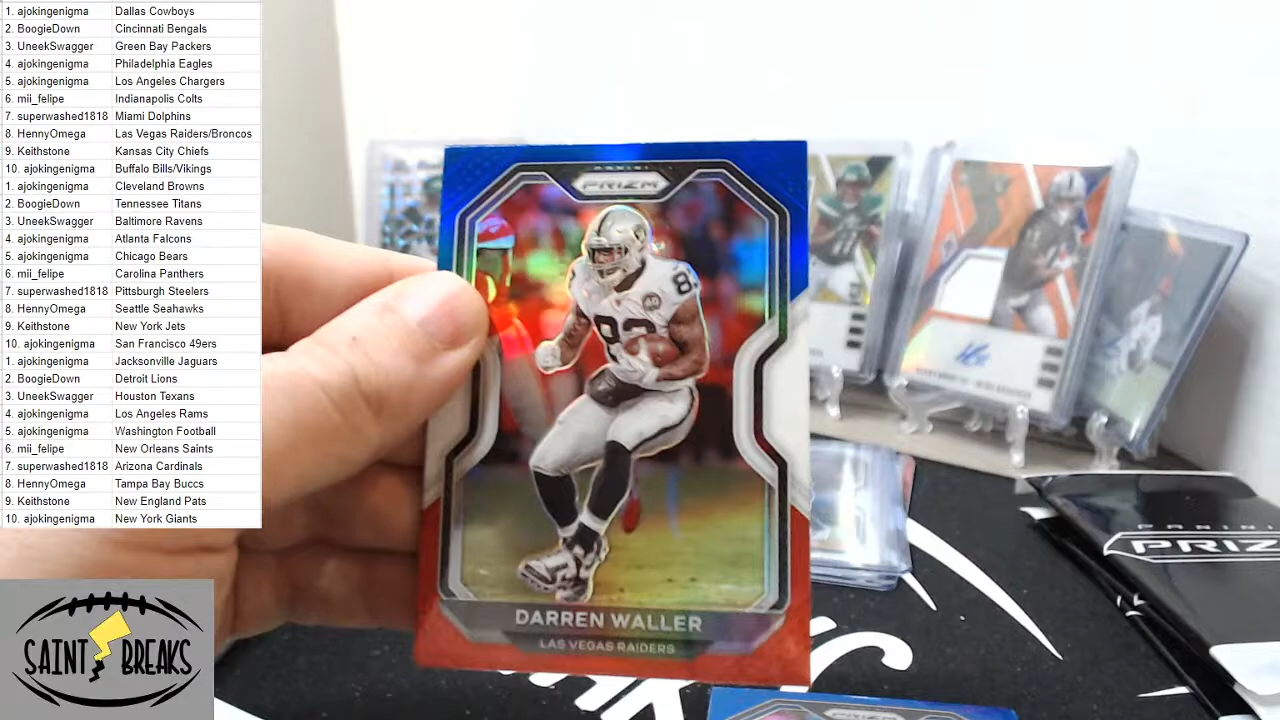 1. ajokingenigma Dallas Cowboys
2. BoogieDown Cincinnati Bengals
3. UneekSwagger Green Bay Packers
4. ajokingenigma Philadelphia Eagles
5. ajokingenigma Los Angeles Chargers
6. mii_felipe Indianapolis Colts
7. superwashed1818 Miami Dolphins
8. HennyOmega Las Vegas Raiders/Broncos
9. Keithstone Kansas City Chiefs
10. ajokingenigma Buffalo Bills/Vikings
1. ajokingenigma Cleveland Browns
2. BoogieDown Tennessee Titans
3. UneekSwagger Baltimore Ravens
4. ajokingenigma Atlanta Falcons
5. ajokingenigma Chicago Bears
6. mii_felipe Carolina Panthers
7. superwashed1818 Pittsburgh Steelers
8. HennyOmega Seattle Seahawks
9. Keithstone New York Jets
10. ajokingenigma San Francisco 49ers
1. ajokingenigma Jacksonville Jaguars
2. BoogieDown Detroit Lions
3. UneekSwagger Houston Texans
4. ajokingenigma Los Angeles Rams
5. ajokingenigma Washington Football
6. mii_felipe New Orleans Saints
7. superwashed1818 Arizona Cardinals
8. HennyOmega Tampa Bay Buccs
9. Keithstone New England Pats
10. ajokingenigma New York Giants
SAINT BREAKS
PANINI
PRIZM
83
83
DARREN WALLER
LAS VEGAS RAIDERS
PANINI
PRIZ
PRIZM